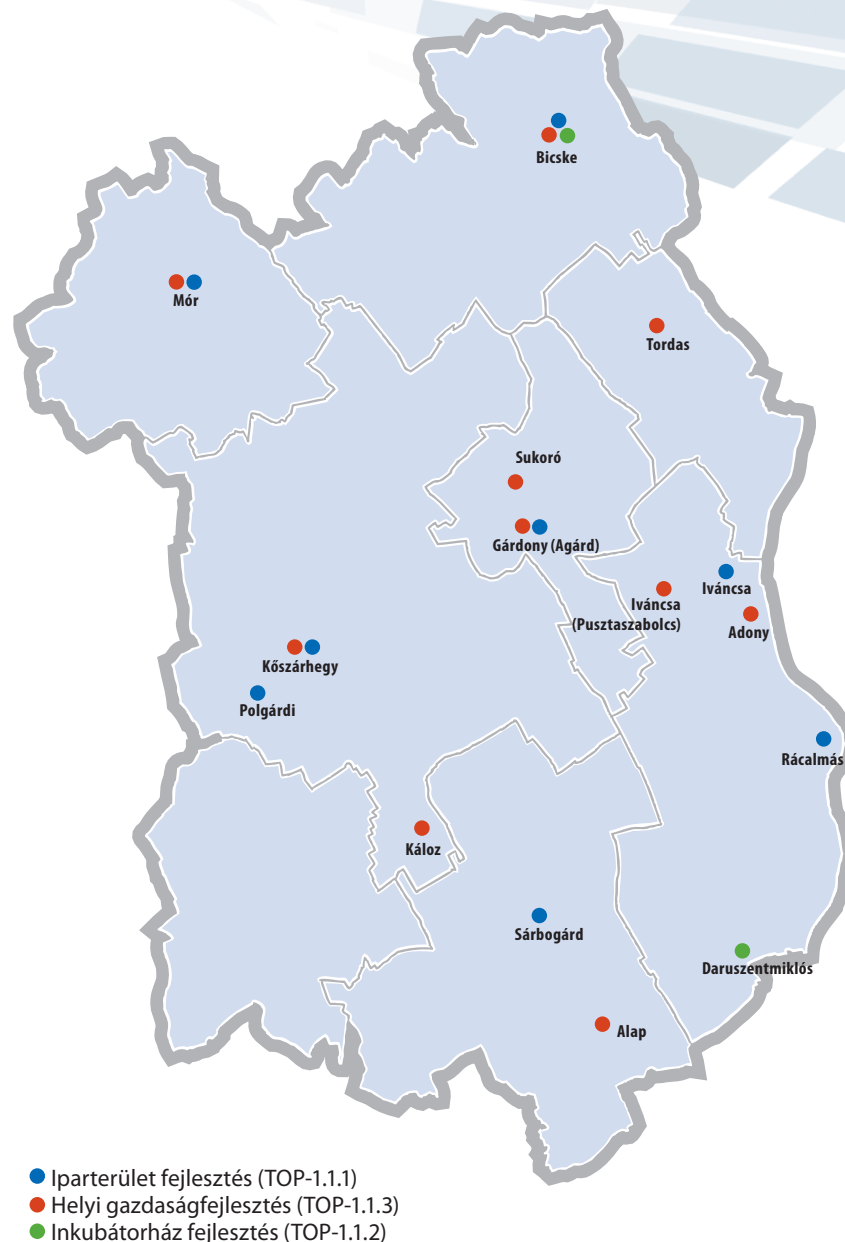 Bicske
Mór
Tordas
Sukoró
Gárdony (Agárd)
Iváncsa
Iváncsa
(Pusztaszabolcs)
Adony
Kőszárhegy
Polgárdi
Rácalmás
Káloz
Sárbogárd
Daruszentmiklós
Alap
Iparterület fejlesztés (TOP-1.1.1)
Helyi gazdaságfejlesztés (TOP-1.1.3)
Inkubátorház fejlesztés (TOP-1.1.2)